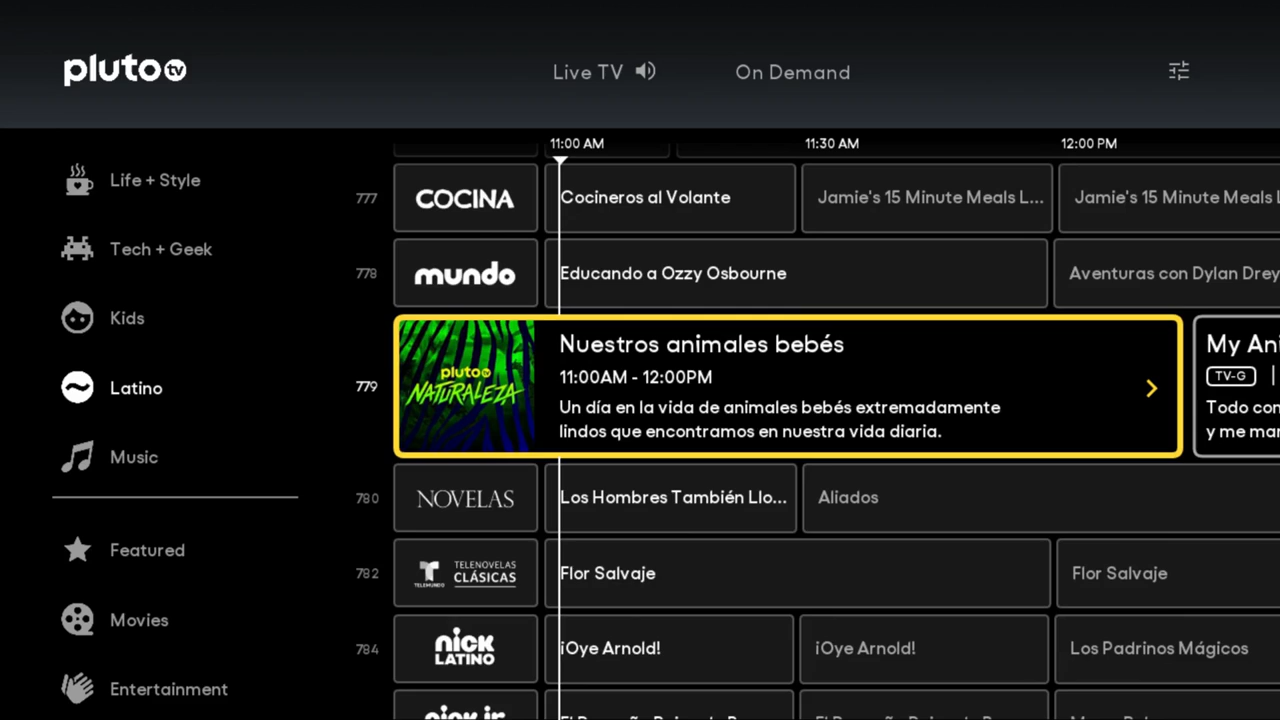 pluto tv
Live TV
On Demand
11:00 AM
11:30 AM
12:00 PM
Life + Style
Tech + Geek
Kids
Latino
Music
Featured
Movies
Entertainment
777
COCINA
Cocineros al Volante
Jamie's 15 Minute Meals L...
Jamie's 15 Minute Meals L
778
mundo
Educando a Ozzy Osbourne
Aventuras con Dylan Drey
779
pluto tv
NATURALEZA
Nuestros animales bebés
11:00AM - 12:00PM
Un día en la vida de animales bebés extremadamente
lindos que encontramos en nuestra vida diaria.
My Ani
TV-G |
Todo con
y me mar
780
NOVELAS
Los Hombres También Llo...
Aliados
782
TELEMUNDO
TELENOVELAS
CLÁSICAS
Flor Salvaje
Flor Salvaje
784
nick
LATINO
¡Oye Arnold!
¡Oye Arnold!
Los Padrinos Mágicos
nick jr